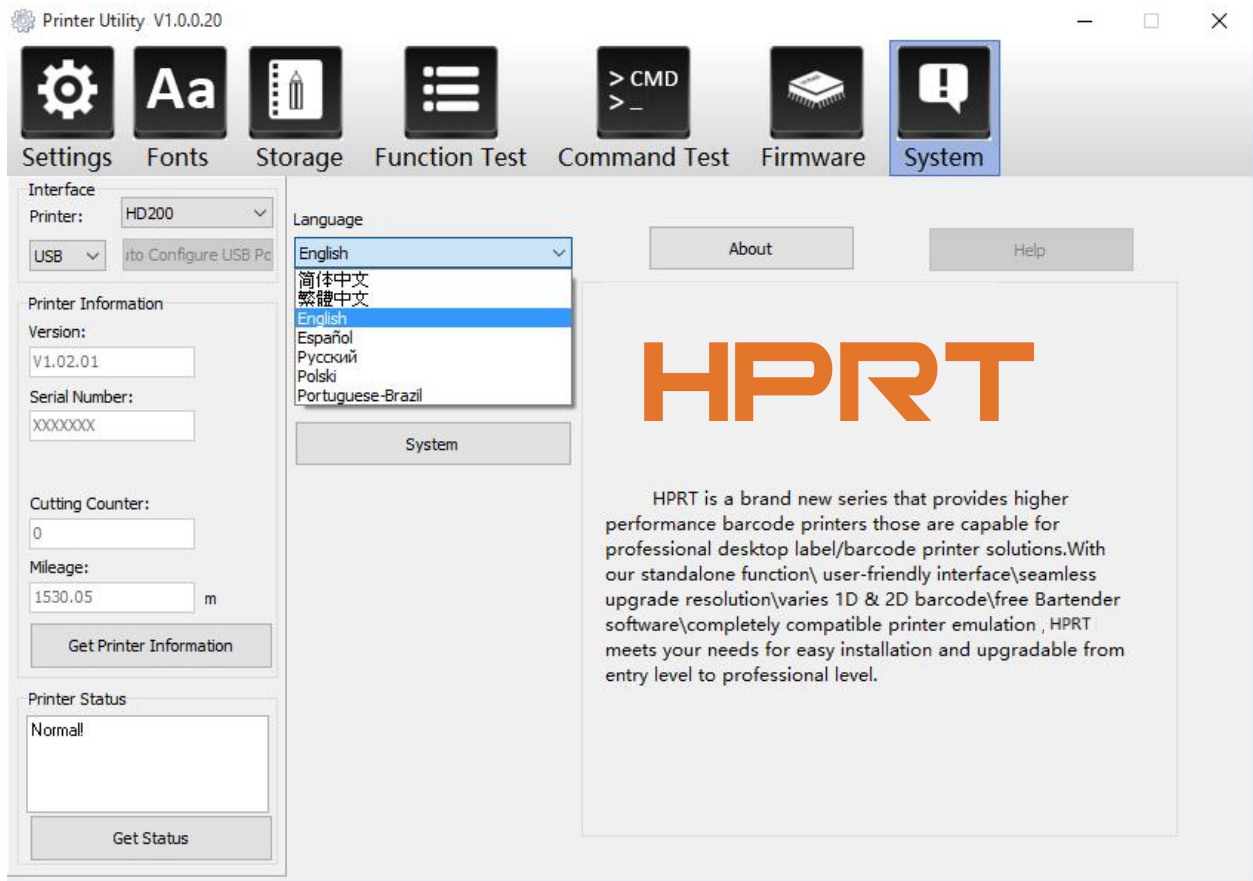 Printer Utility V1.0.0.20
> CMD
> _
Aa
Settings Fonts Storage Function Test Command Test Firmware System
Interface
Printer: HD200
USB uto Configure USB Po
Printer Information
Version:
V1.02.01
Serial Number:
XXXXXXX
Cutting Counter:
0
Mileage:
1530.05 m
Get Printer Information
Printer Status
Normal!
Get Status
Language
English
简体中文
繁體中文
English
Español
Русский
Polski
Portuguese-Brazil
System
About Help
HPRT
HPRT is a brand new series that provides higher
performance barcode printers those are capable for
professional desktop label/barcode printer solutions.With
our standalone function\ user-friendly interface\seamless
upgrade resolution\varies 1D & 2D barcode\free Bartender
software\completely compatible printer emulation , HPRT
meets your needs for easy installation and upgradable from
entry level to professional level.